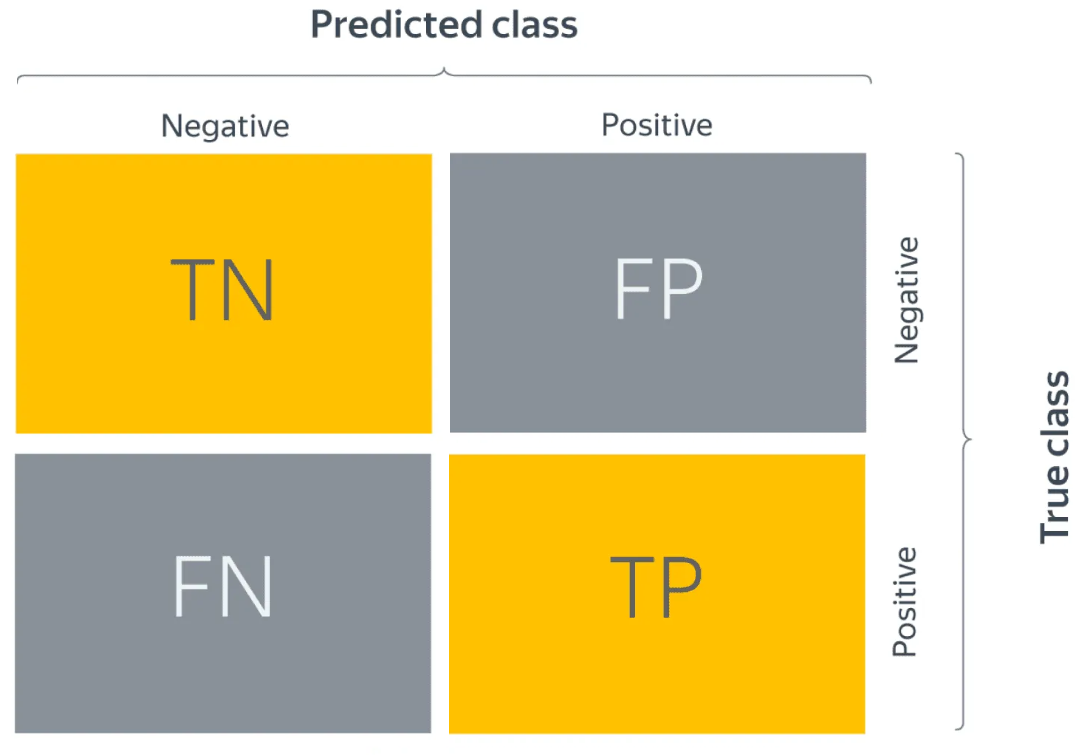 Predicted class
Negative
Positive
TN
FP
Negative
FN
TP
Positive
True class